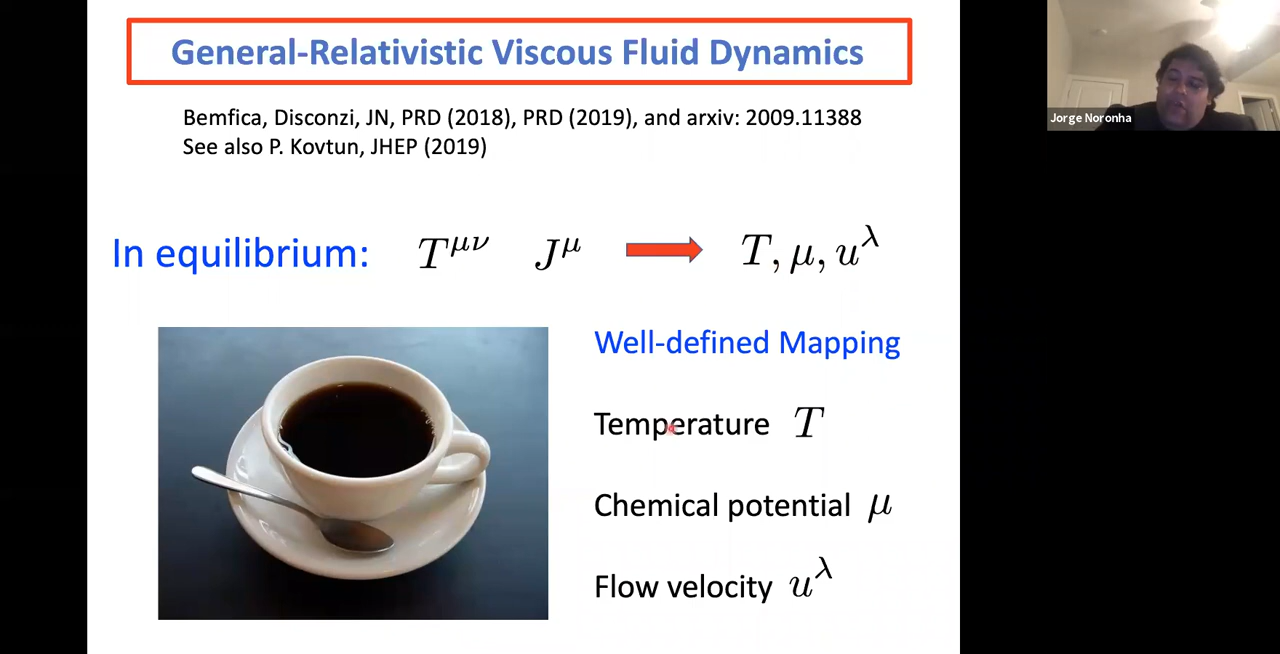 General-Relativistic Viscous Fluid Dynamics
Bemfica, Disconzi, JN, PRD (2018), PRD (2019), and arxiv: 2009.11388
See also P. Kovtun, JHEP (2019)
Jorge Noronha
In equilibrium: T^{μν} J^μ T, μ, u^λ
Well-defined Mapping
Temperature T
Chemical potential μ
Flow velocity u^λ